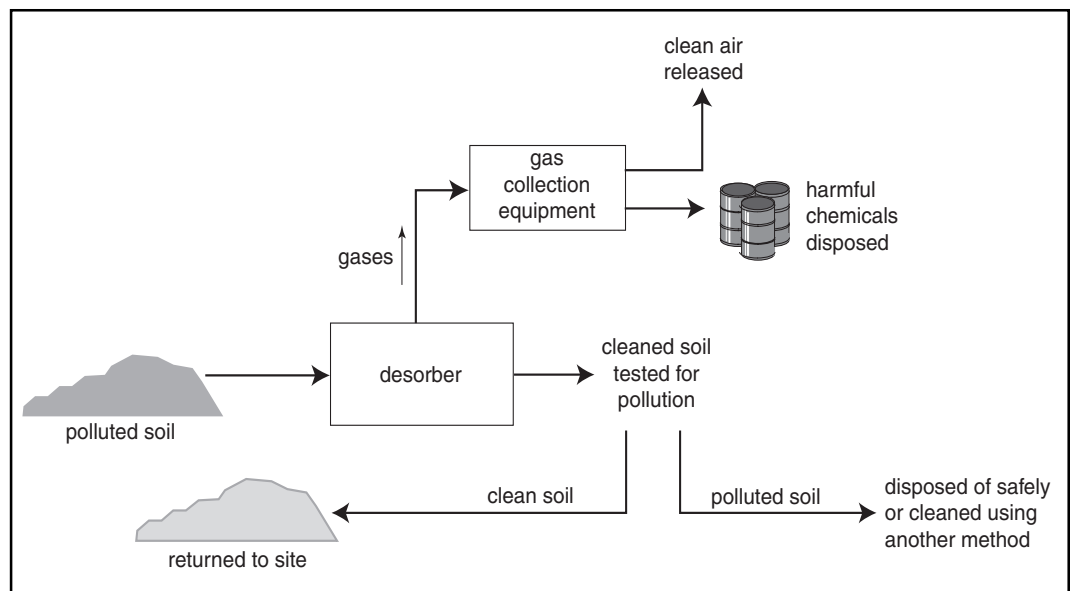 clean air
released
gas
collection
equipment
harmful
chemicals
disposed
gases
desorber
cleaned soil
tested for
pollution
polluted soil
clean soil
polluted soil
disposed of safely
or cleaned using
another method
returned to site